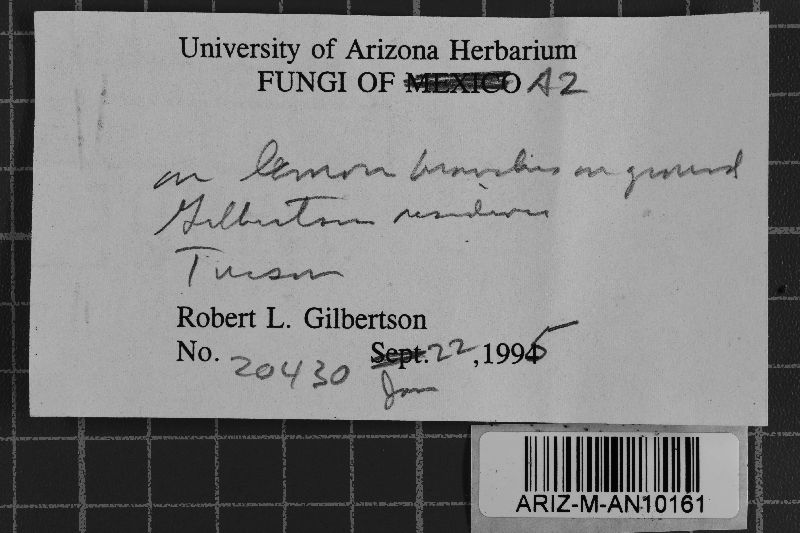 University of Arizona Herbarium
FUNGI OF MEXICO AZ
on lemon branches on ground
Gilbertson residence
Tucson
Robert L. Gilbertson
No. 20430 Sept. 22, 1995
Jan
ARIZ-M-AN10161